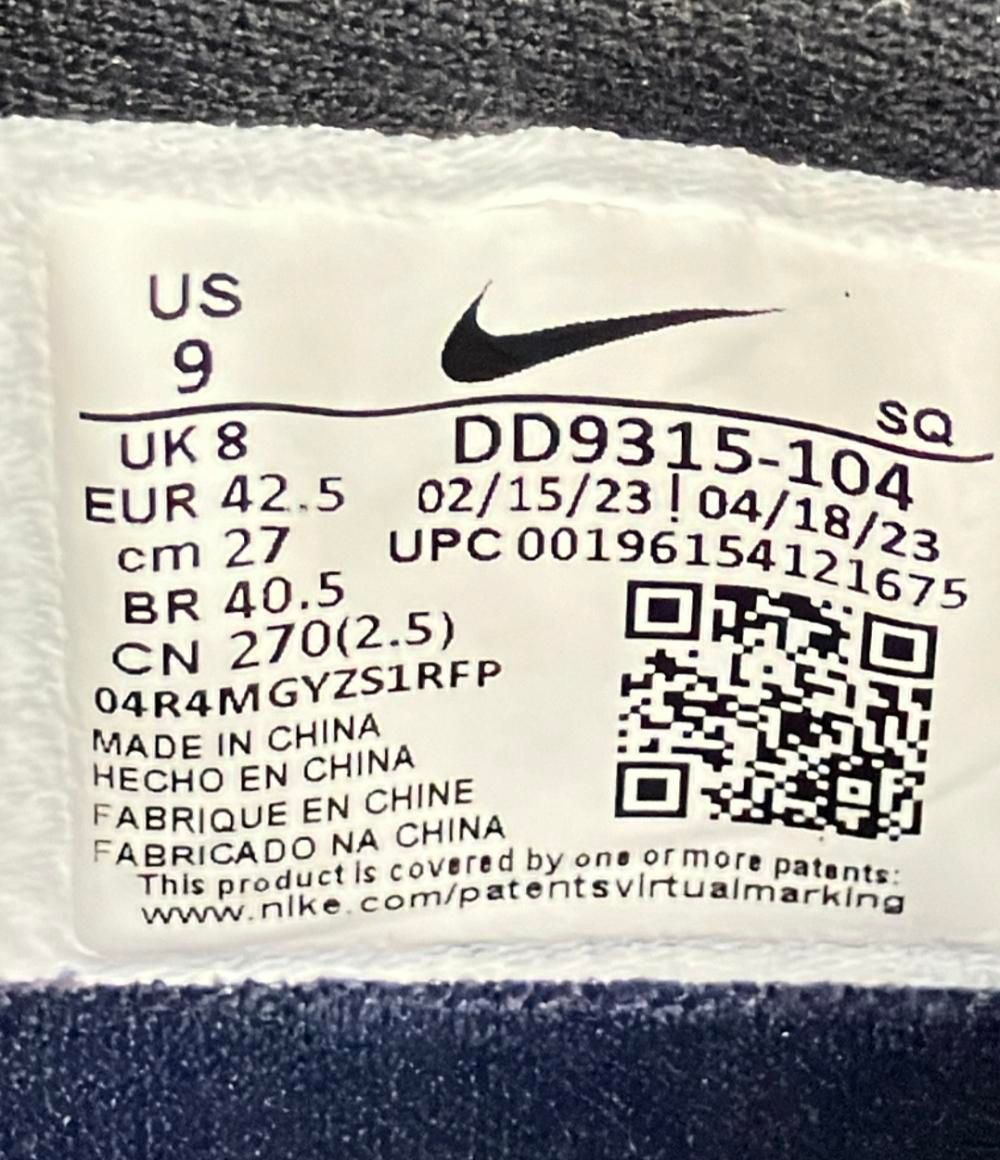 US
9
SQ
UK 8
DD9315-104
EUR 42.5
02/15/23 ! 04/18/23
cm 27
UPC 00196154121675
BR 40.5
CN 270(2.5)
04R4MGYZS1RFP
MADE IN CHINA
HECHO EN CHINA
FABRIQUE EN CHINE
FABRICADO NA CHINA
This product is covered by one or more patents:
www.nike.com/patentsvirtualmarking